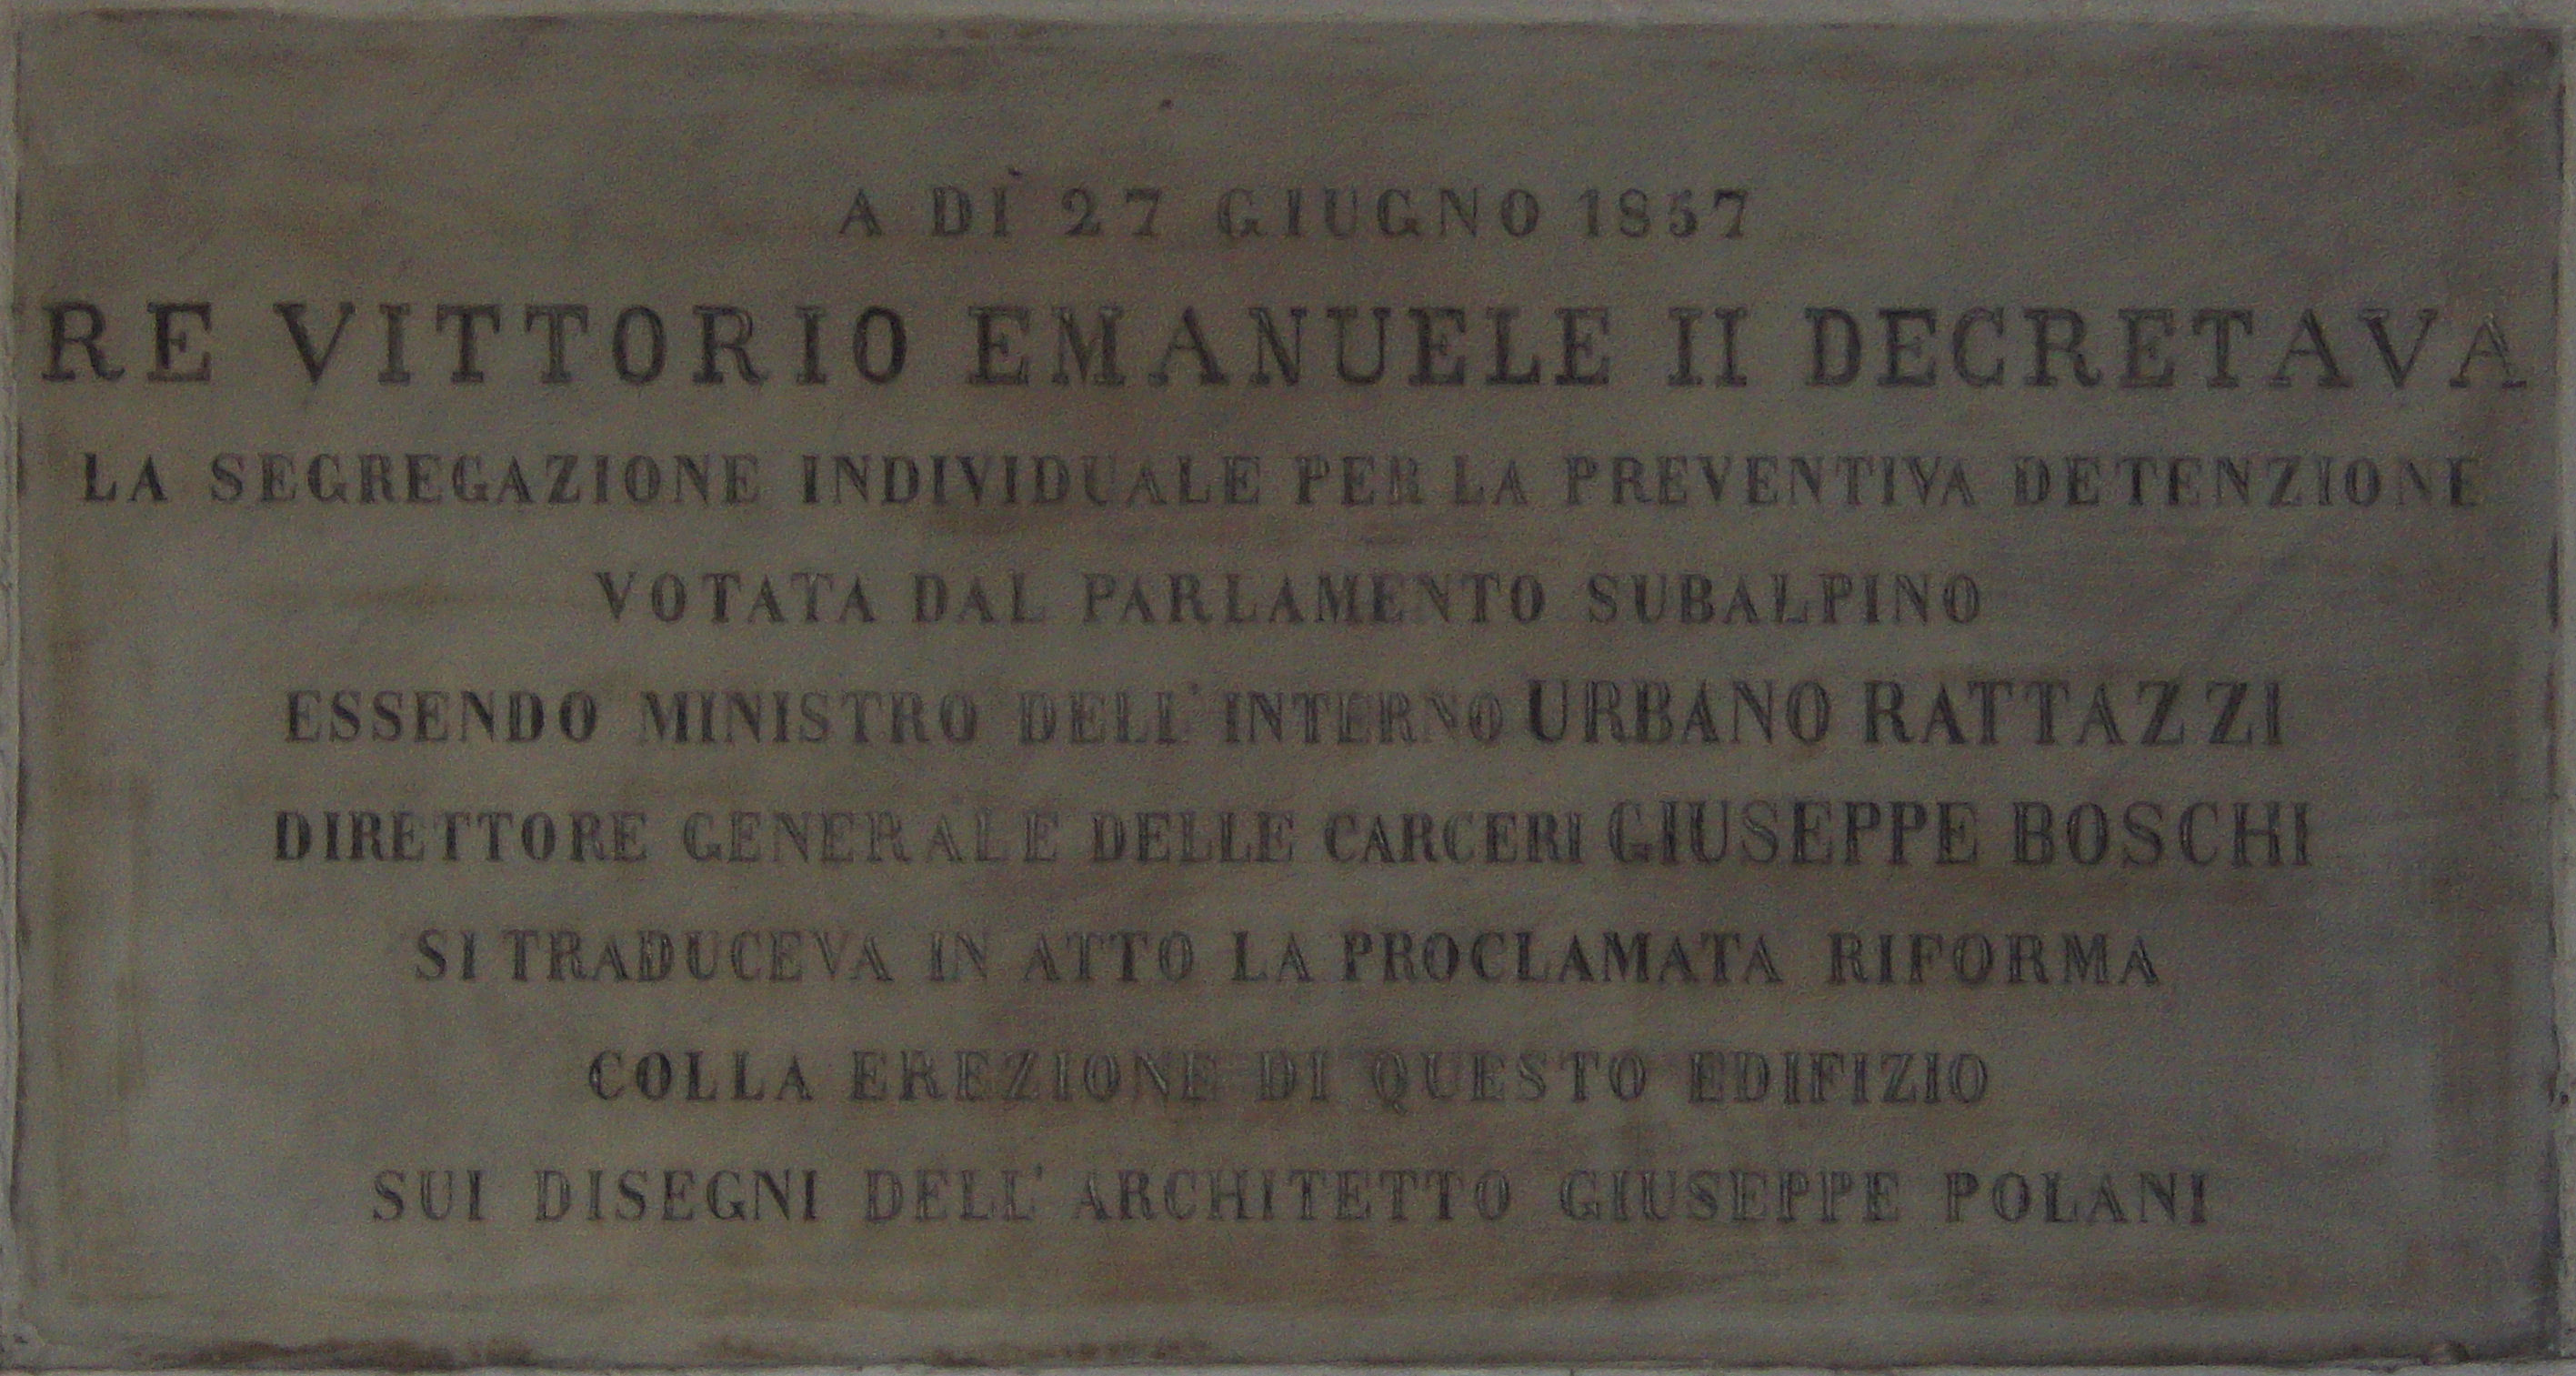 A DÌ 27 GIUGNO 1857
RE VITTORIO EMANUELE II DECRETAVA
LA SEGREGAZIONE INDIVIDUALE PER LA PREVENTIVA DETENZIONE
VOTATA DAL PARLAMENTO SUBALPINO
ESSENDO MINISTRO DELL'INTERNO URBANO RATTAZZI
DIRETTORE GENERALE DELLE CARCERI GIUSEPPE BOSCHI
SI TRADUCEVA IN ATTO LA PROCLAMATA RIFORMA
COLLA EREZIONE DI QUESTO EDIFIZIO
SUI DISEGNI DELL'ARCHITETTO GIUSEPPE POLANI